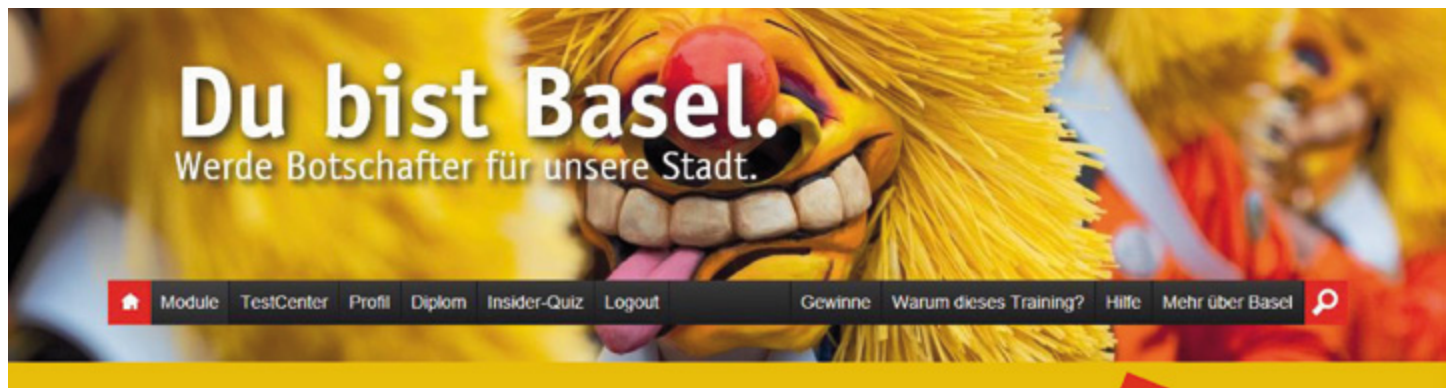 Du bist Basel.
Werde Botschafter für unsere Stadt.
Module TestCenter Profil Diplom Insider-Quiz Logout Gewinne Warum dieses Training? Hilfe Mehr über Basel